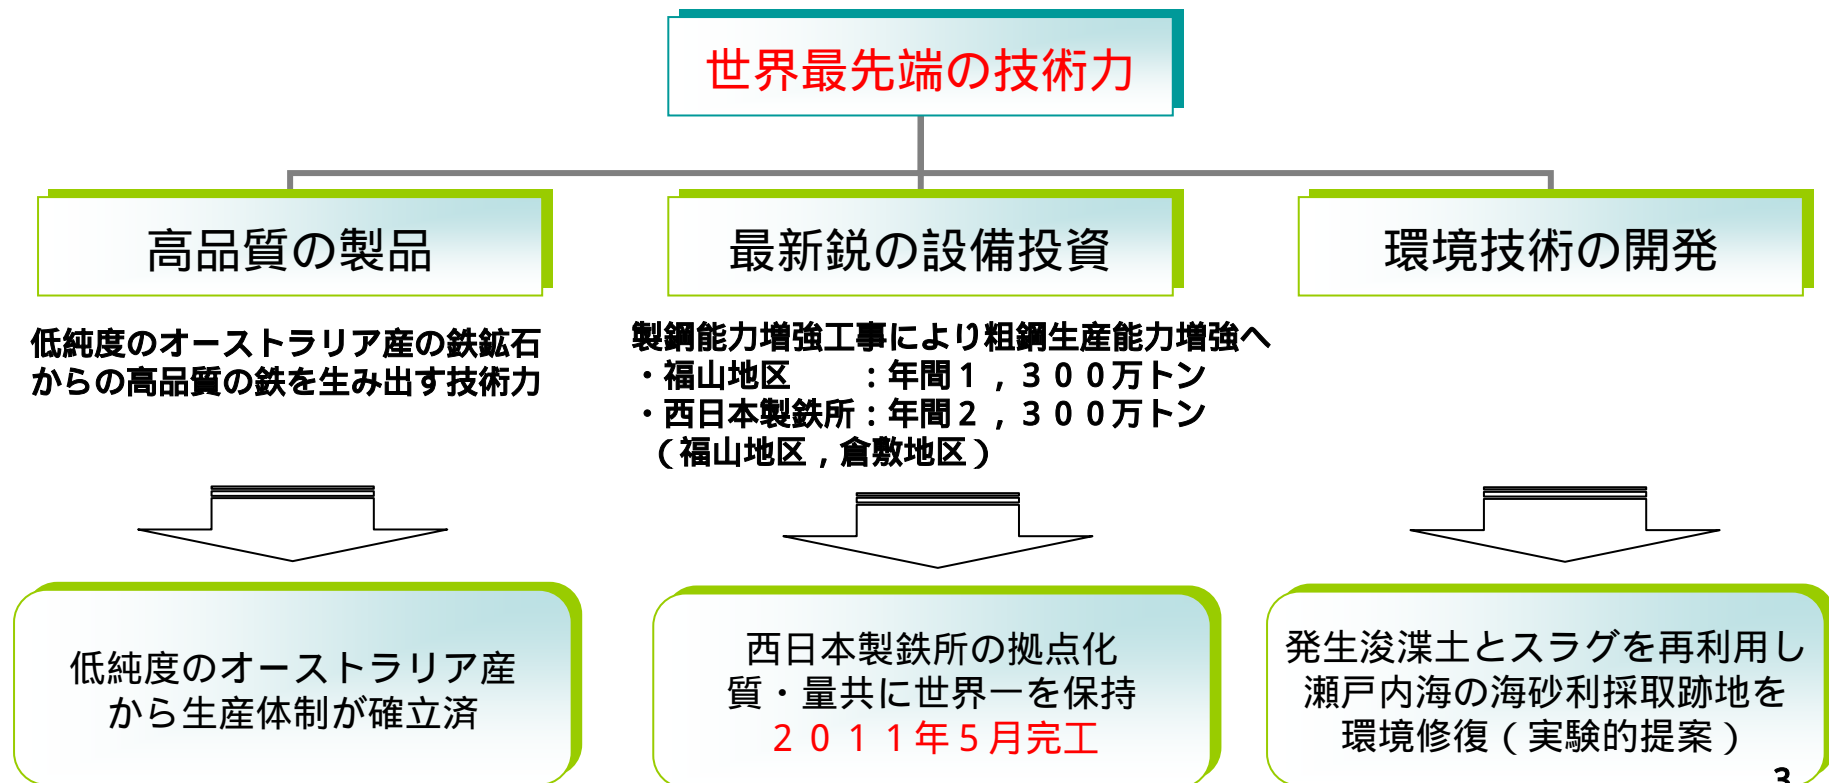 世界最先端の技術力
高品質の製品
最新鋭の設備投資
環境技術の開発
低純度のオーストラリア産の鉄鉱石
からの高品質の鉄を生み出す技術力
製鋼能力増強工事により粗鋼生産能力増強へ
・福山地区　　：年間１，３００万トン
・西日本製鉄所：年間２，３００万トン
（福山地区，倉敷地区）
低純度のオーストラリア産
から生産体制が確立済
西日本製鉄所の拠点化
質・量共に世界一を保持
２０１１年５月完工
発生浚渫土とスラグを再利用し
瀬戸内海の海砂利採取跡地を
環境修復（実験的提案）
3